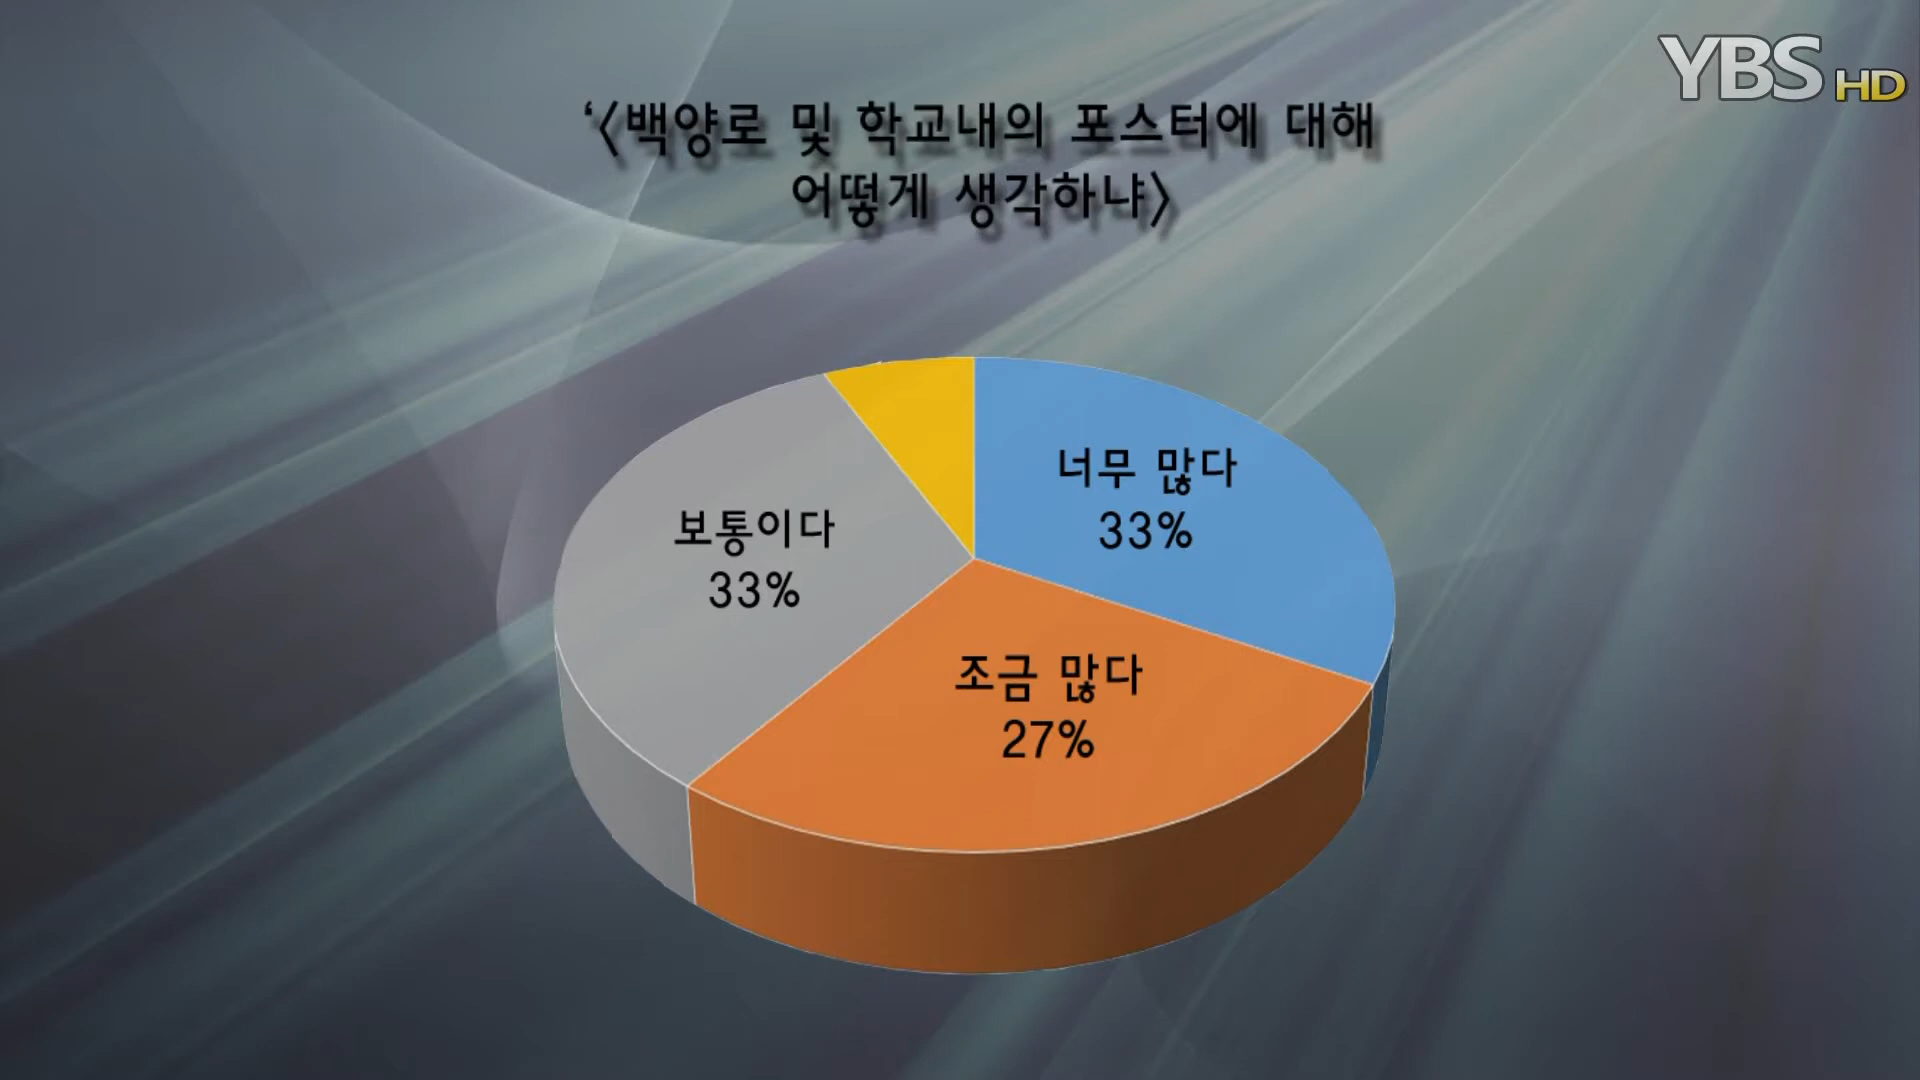 YBS HD
‘<백양로 및 학교내의 포스터에 대해
어떻게 생각하냐>
너무 많다
33%
보통이다
33%
조금 많다
27%